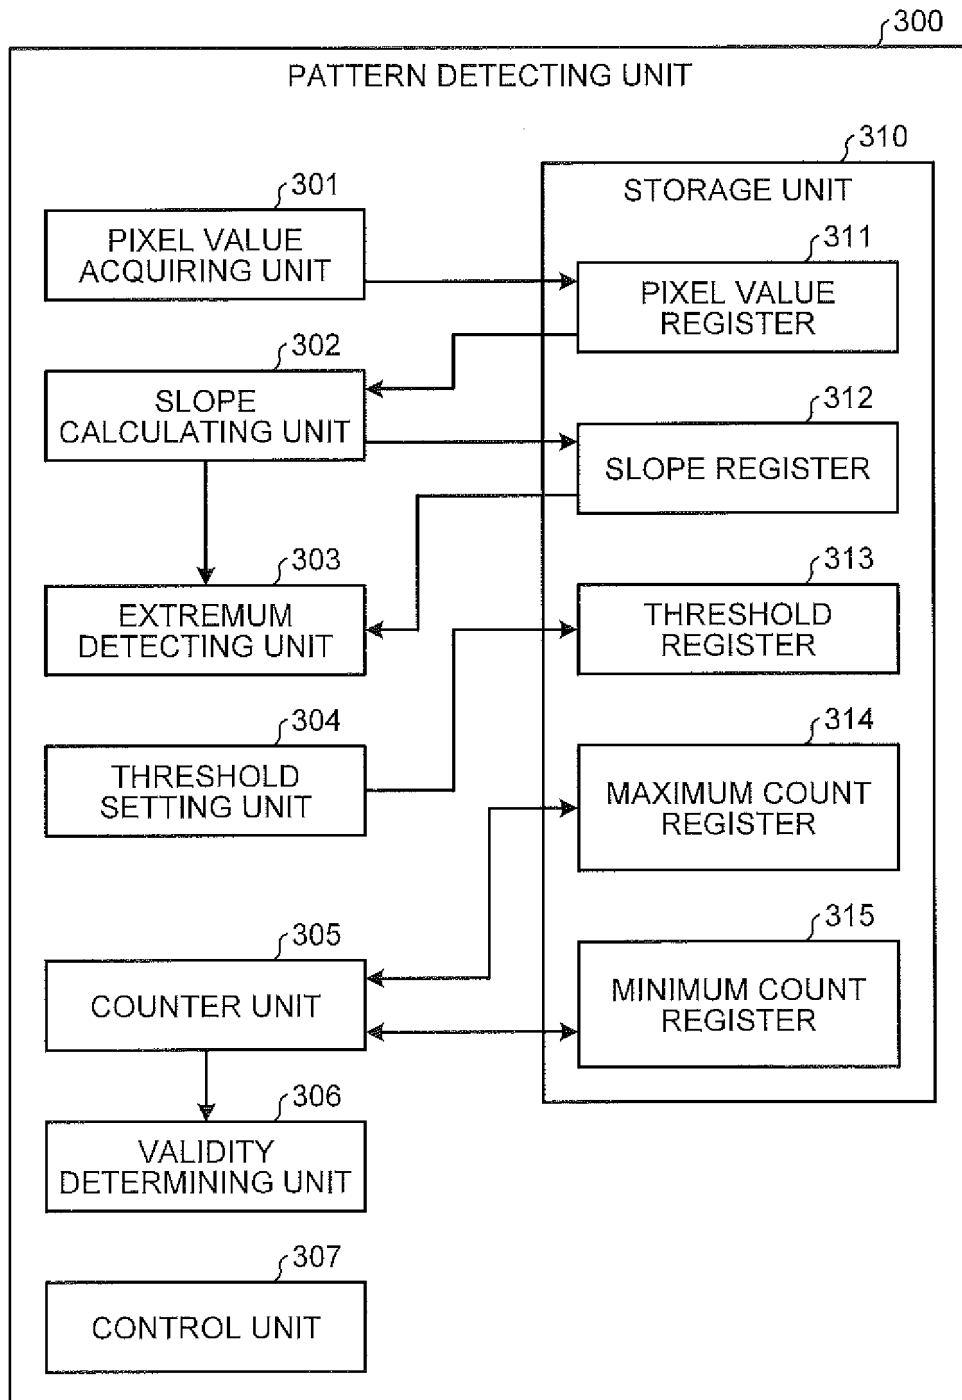 300
PATTERN DETECTING UNIT
310
STORAGE UNIT
301
PIXEL VALUE
ACQUIRING UNIT
311
PIXEL VALUE
REGISTER
302
SLOPE
CALCULATING UNIT
312
SLOPE REGISTER
303
EXTREMUM
DETECTING UNIT
313
THRESHOLD
REGISTER
304
THRESHOLD
SETTING UNIT
314
MAXIMUM COUNT
REGISTER
305
COUNTER UNIT
315
MINIMUM COUNT
REGISTER
306
VALIDITY
DETERMINING UNIT
307
CONTROL UNIT